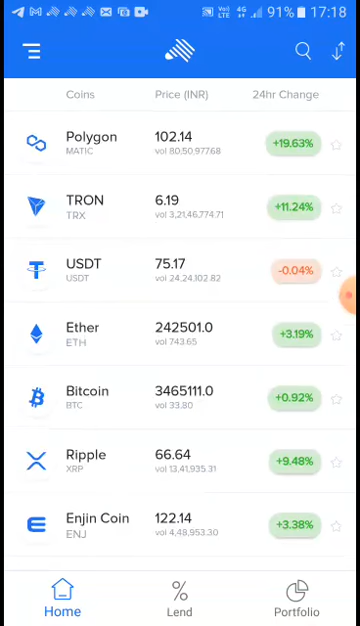 91% 17:18
Coins Price (INR) 24hr Change
Polygon 102.14 +19.63%
MATIC vol 80,50,977.68
TRON 6.19 +11.24%
TRX vol 3,21,46,774.71
USDT 75.17 -0.04%
USDT vol 24,24,102.82
Ether 242501.0 +3.19%
ETH vol 743.65
Bitcoin 3465111.0 +0.92%
BTC vol 33.80
Ripple 66.64 +9.48%
XRP vol 13,41,935.31
Enjin Coin 122.14 +3.38%
ENJ vol 4,48,953.30
Home Lend Portfolio